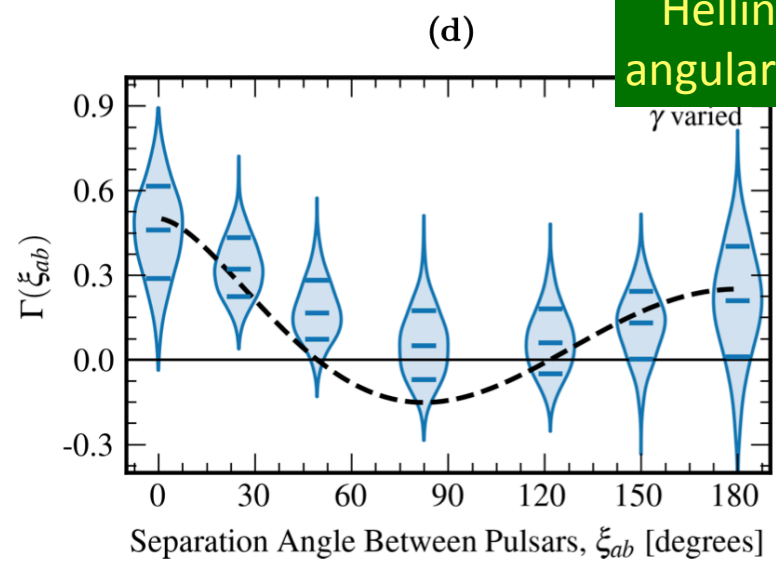 (d)
Hellin
angular
γ varied
0.9
0.6
0.3
0.0
-0.3
Γ(ξab)
0 30 60 90 120 150 180
Separation Angle Between Pulsars, ξab [degrees]